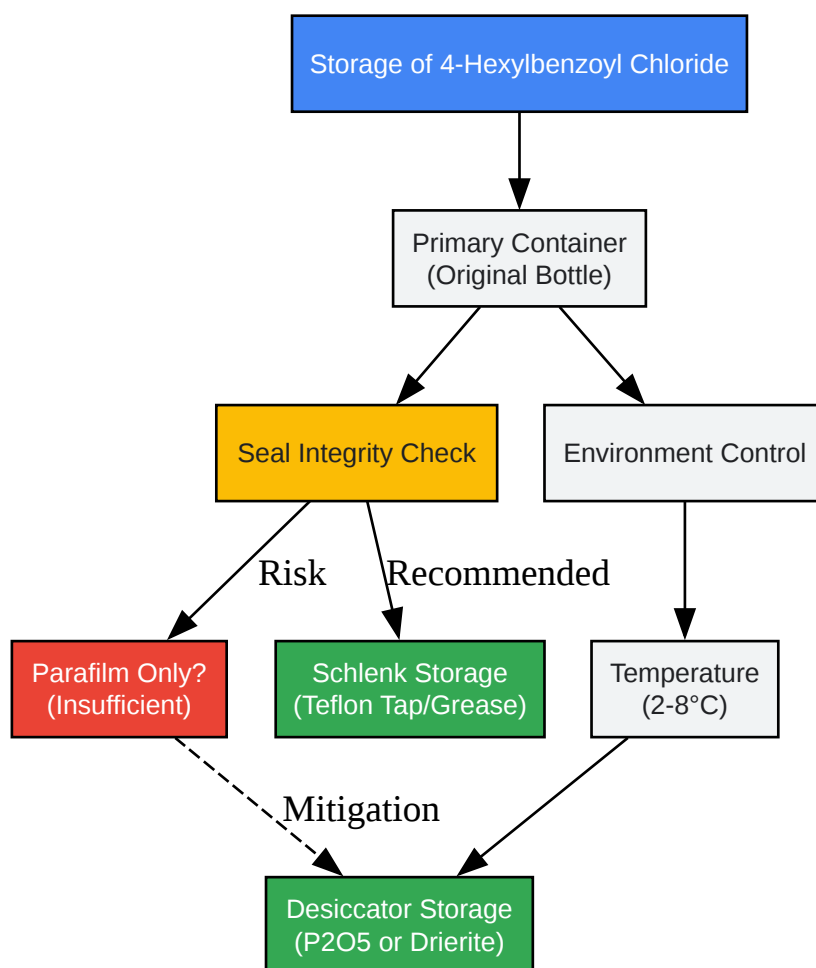 Storage of 4-Hexylbenzoyl Chloride
Primary Container
(Original Bottle)
Seal Integrity Check
Environment Control
Risk
Recommended
Parafilm Only?
(Insufficient)
Schlenk Storage
(Teflon Tap/Grease)
Temperature
(2-8°C)
Mitigation
Desiccator Storage
(P2O5 or Drierite)